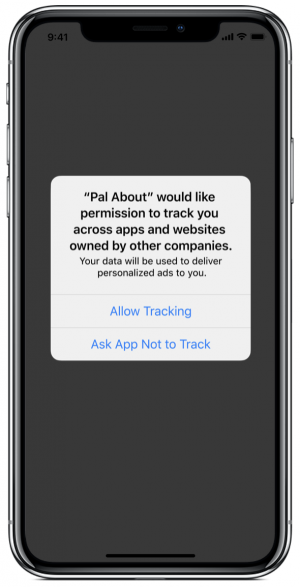 9:41
“Pal About” would like
permission to track you
across apps and websites
owned by other companies.
Your data will be used to deliver
personalized ads to you.
Allow Tracking
Ask App Not to Track